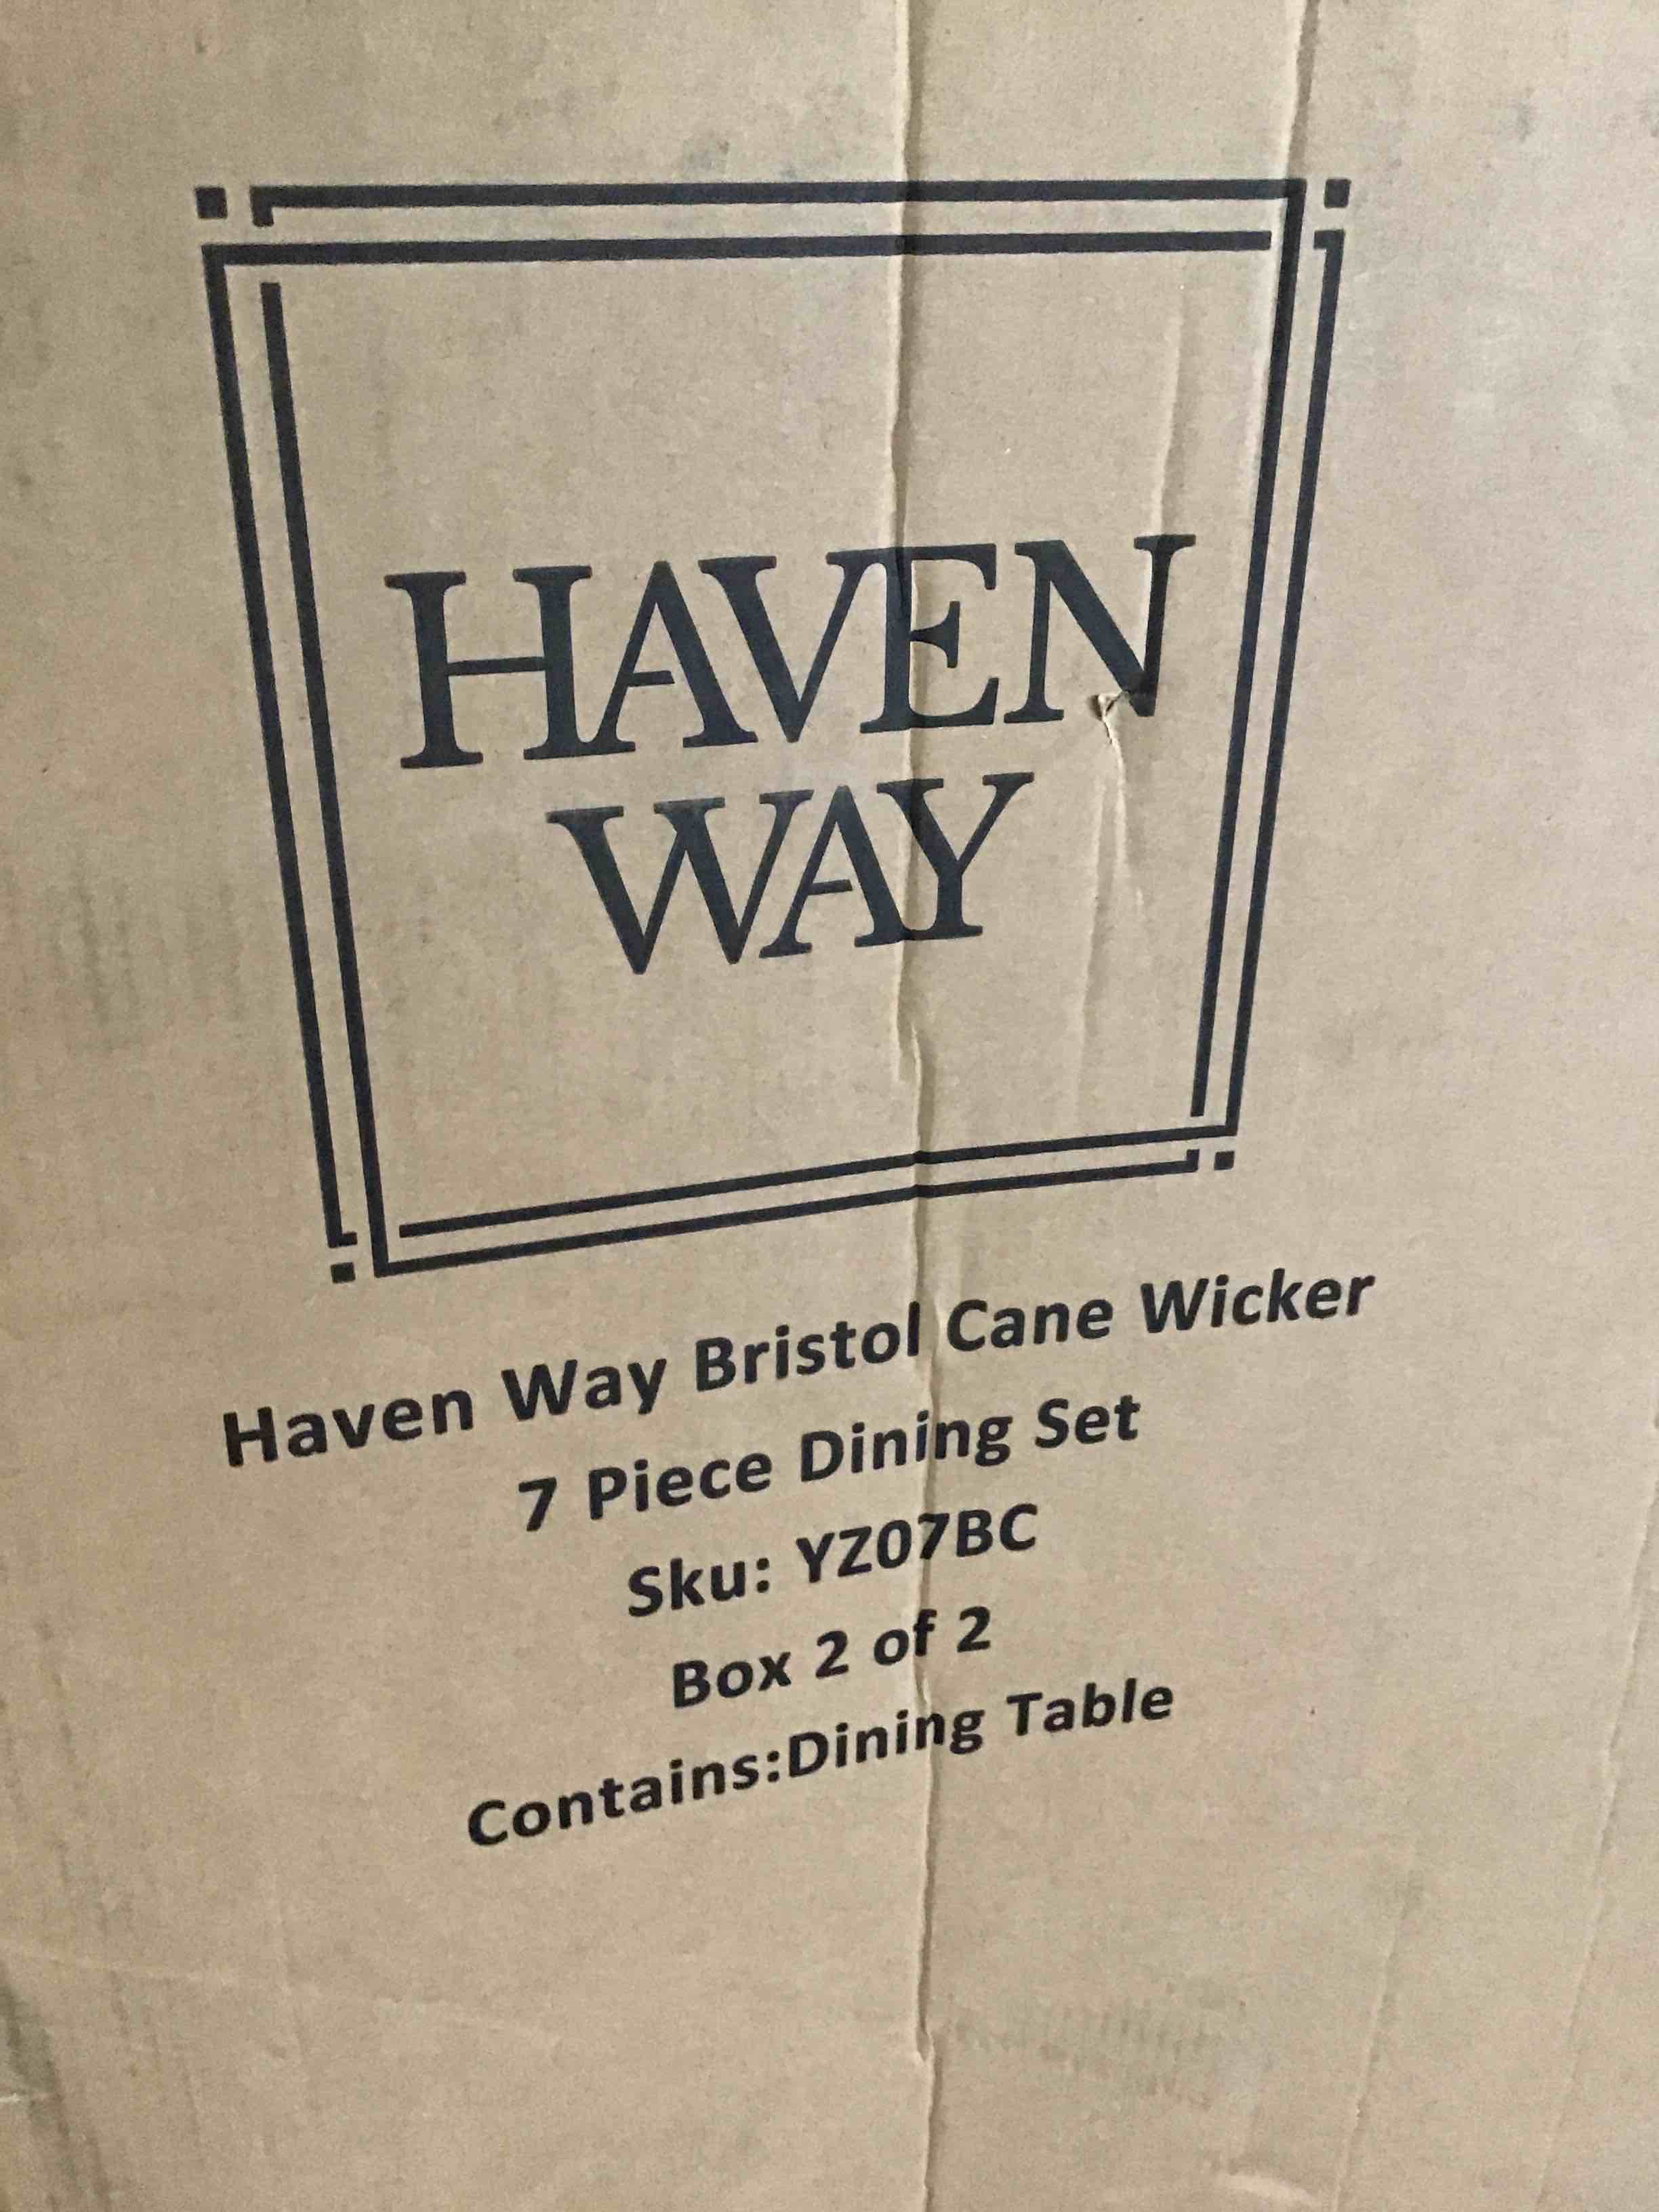 HAVEN
WAY
Haven Way Bristol Cane Wicker
7 Piece Dining Set
Sku: YZ07BC
Box 2 of 2
Contains:Dining Table